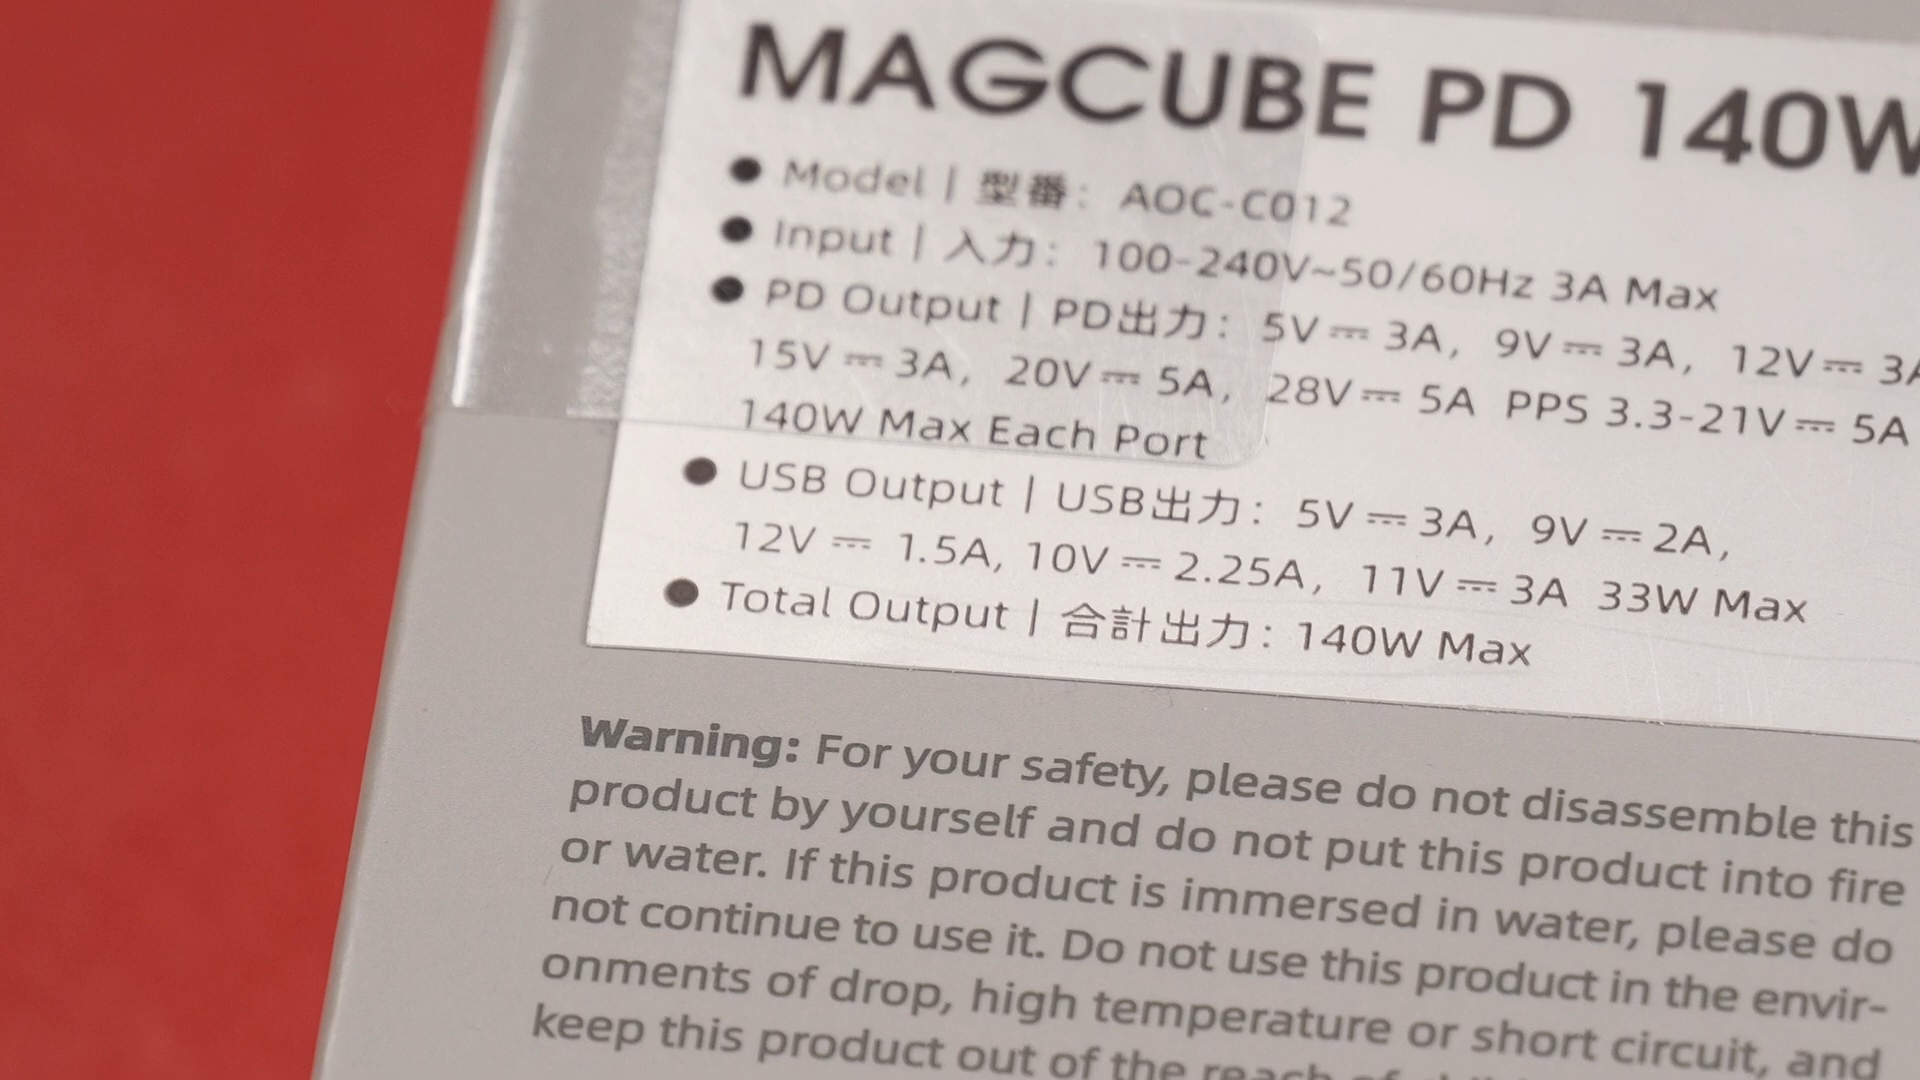 MAGCUBE PD 140W
● Model | 型番： AOC-C012
● Input | 入力： 100-240V~50/60Hz 3A Max
● PD Output | PD出力： 5V⎓3A, 9V⎓3A, 12V⎓3A
15V⎓3A, 20V⎓5A, 28V⎓5A PPS 3.3-21V⎓5A
140W Max Each Port
● USB Output | USB出力： 5V⎓3A, 9V⎓2A,
12V⎓ 1.5A, 10V⎓2.25A, 11V⎓3A 33W Max
● Total Output | 合計出力： 140W Max
Warning: For your safety, please do not disassemble this
product by yourself and do not put this product into fire
or water. If this product is immersed in water, please do
not continue to use it. Do not use this product in the envir-
onments of drop, high temperature or short circuit, and
keep this product out of the reach of